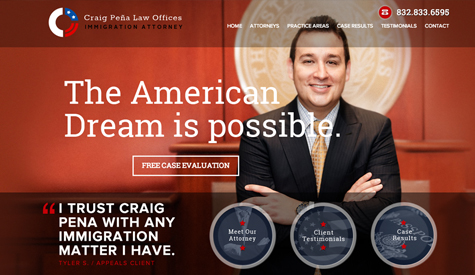 Craig Peña Law Offices
IMMIGRATION ATTORNEY
832.833.6595
HOME ATTORNEYS PRACTICE AREAS CASE RESULTS TESTIMONIALS CONTACT
The American
Dream is possible.
FREE CASE EVALUATION
“ I TRUST CRAIG
PENA WITH ANY
IMMIGRATION
MATTER I HAVE.
TYLER S. | APPEALS CLIENT
Meet Our
Attorney
Client
Testimonials
Case
Results